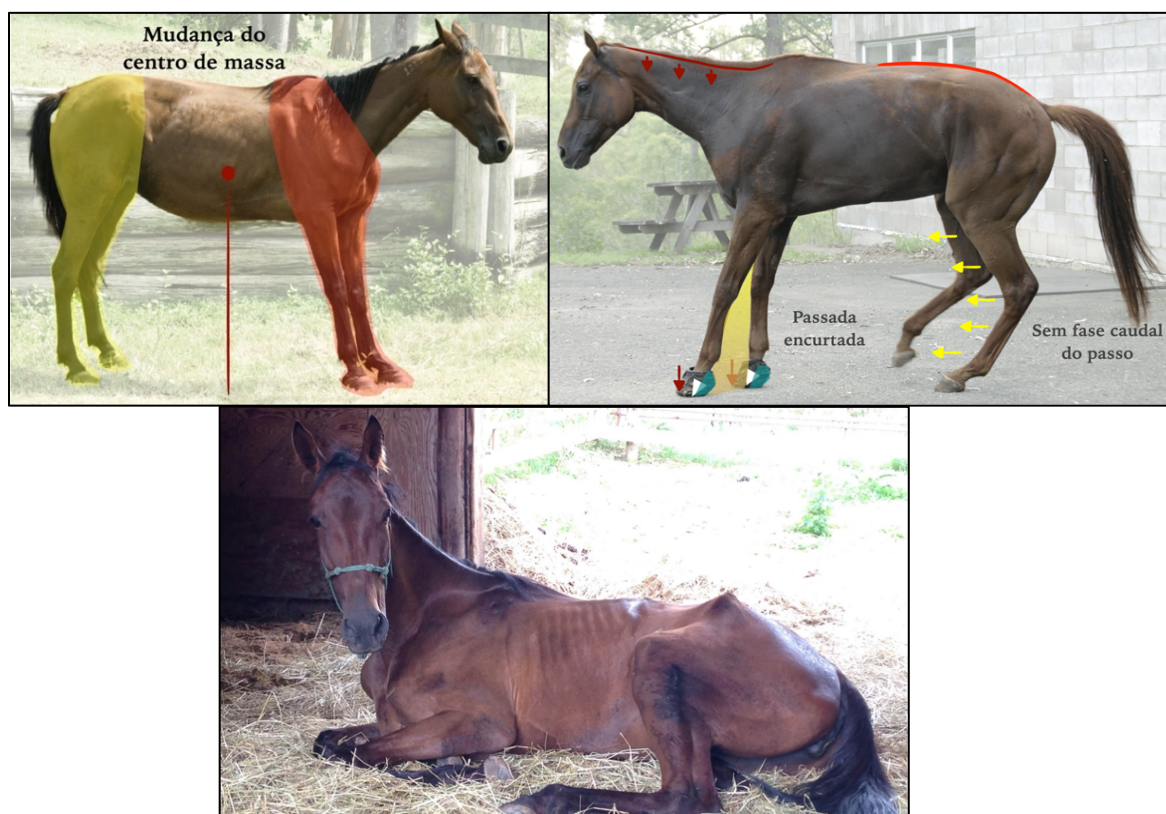 Mudança do
centro de massa
Passada
encurtada
Sem fase caudal
do passo